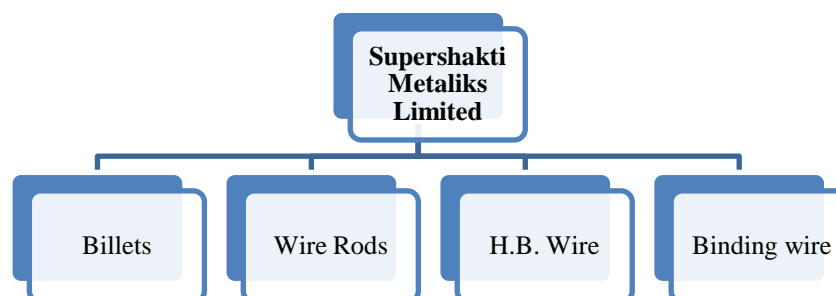 Supershakti
Metaliks
Limited
Billets
Wire Rods
H.B. Wire
Binding wire